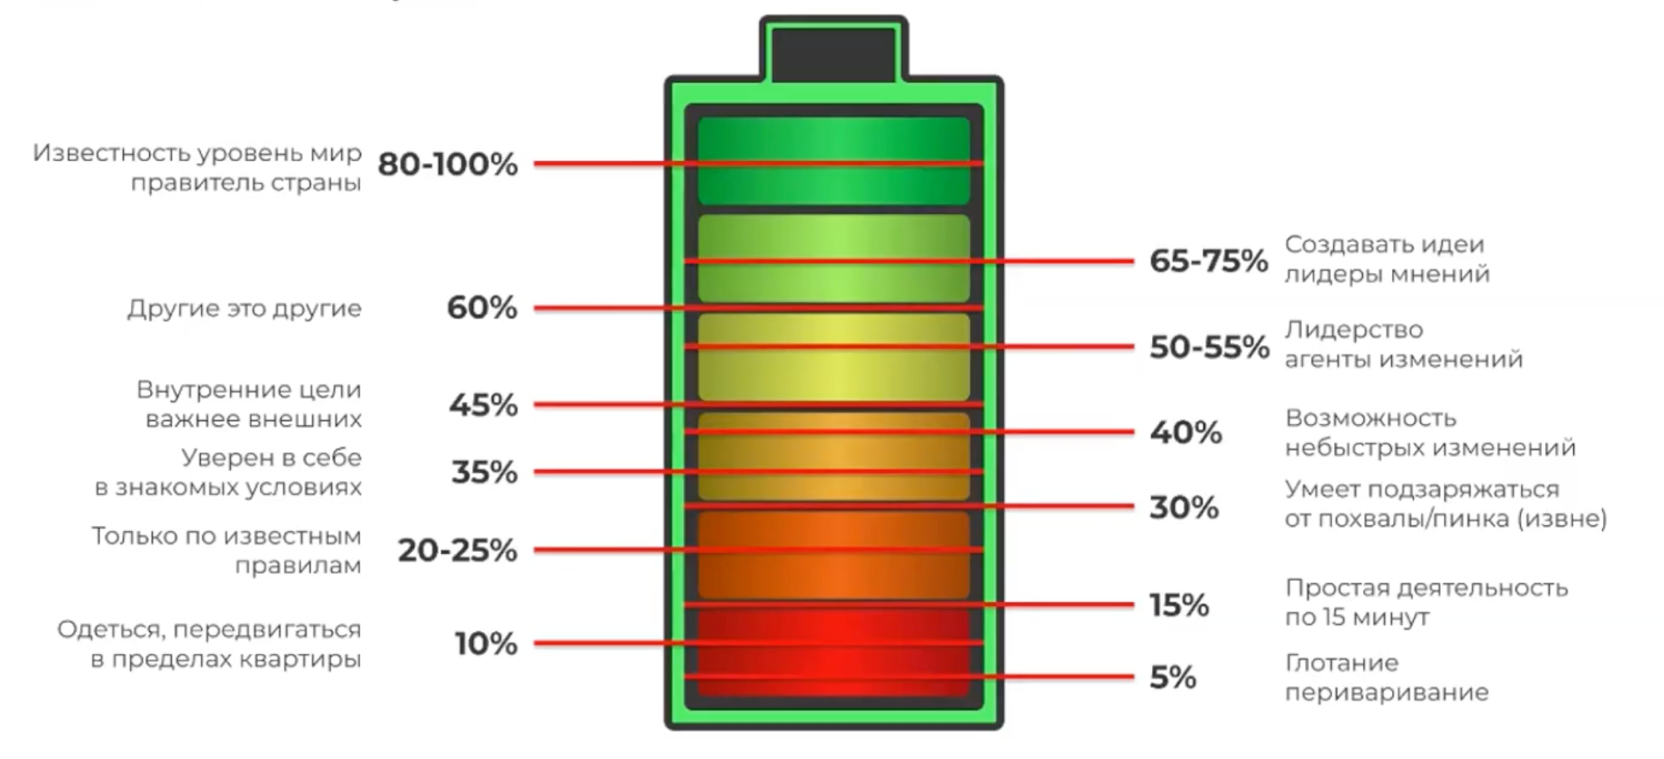 Известность уровень мир
правитель страны
80-100%
65-75%
Создавать идеи
лидеры мнений
Другие это другие
60%
50-55%
Лидерство
агенты изменений
Внутренние цели
важнее внешних
45%
40%
Возможность
небыстрых изменений
Уверен в себе
в знакомых условиях
35%
30%
Умеет подзаряжаться
от похвалы/пинка (извне)
Только по известным
правилам
20-25%
15%
Простая деятельность
по 15 минут
Одеться, передвигаться
в пределах квартиры
10%
5%
Глотание
периваривание